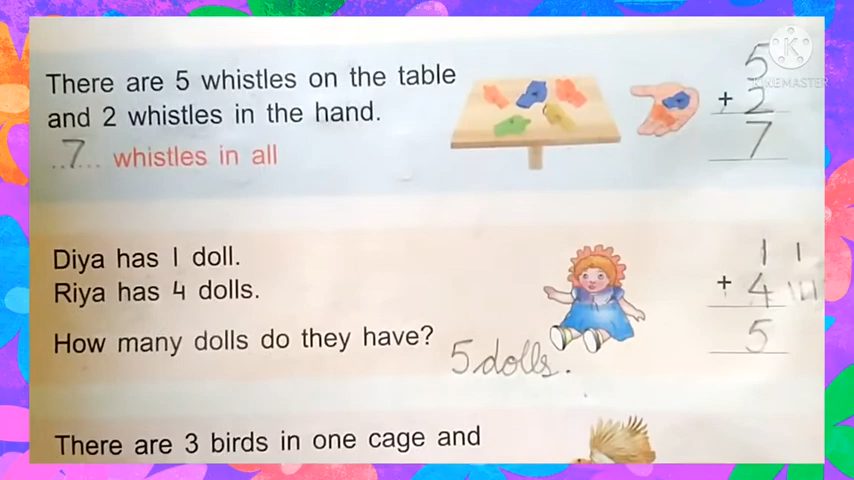 There are 5 whistles on the table
and 2 whistles in the hand.
..7... whistles in all
5
+ 2
7
K
KINEMASTER
Diya has 1 doll.
Riya has 4 dolls.
How many dolls do they have?
5 dolls.
1 |
+ 4 ||||
5
There are 3 birds in one cage and